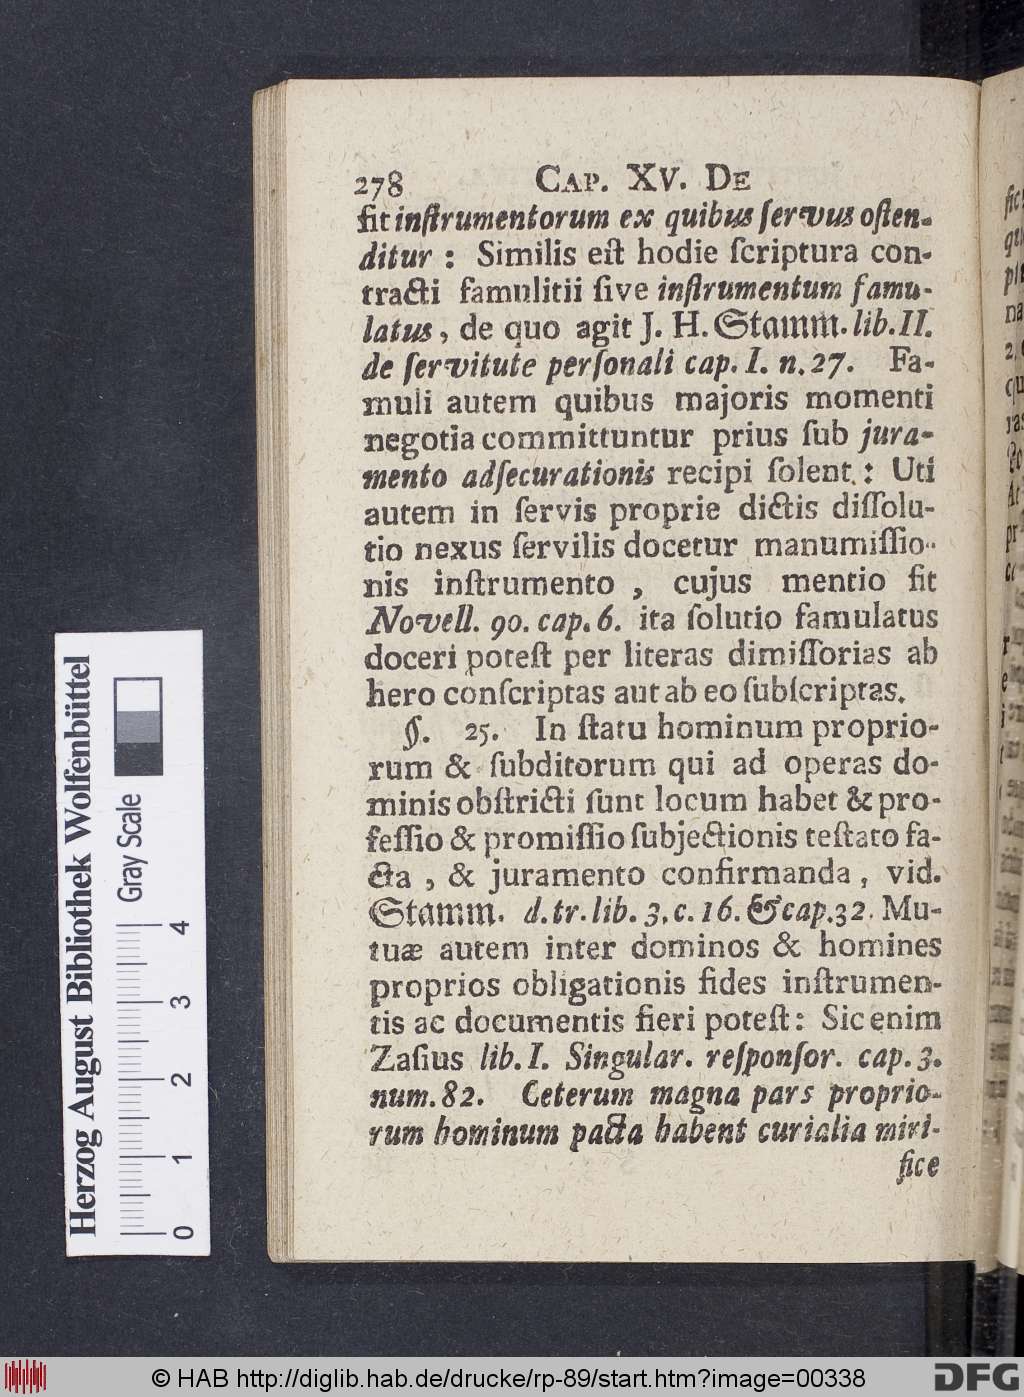 278 CAP. XV. DE
fit inſtrumentorum ex quibus ſervus oſten-
ditur : Similis eſt hodie ſcriptura con-
tracti famulitii ſive inſtrumentum famu-
latus, de quo agit J. H. Stamm. lib. II.
de ſervitute perſonali cap. I. n. 27. Fa-
muli autem quibus majoris momenti
negotia committuntur prius ſub jura-
mento adſecurationis recipi ſolent : Uti
autem in ſervis proprie dictis diſſolu-
tio nexus ſervilis docetur manumiſſio-
nis inſtrumento , cujus mentio fit
Novell. 90. cap. 6. ita ſolutio famulatus
doceri poteſt per literas dimiſſorias ab
hero conſcriptas aut ab eo ſubſcriptas.
§. 25. In ſtatu hominum proprio-
rum & ſubditorum qui ad operas do-
minis obſtricti ſunt locum habet & pro-
feſſio & promiſſio ſubjectionis teſtato fa-
cta , & juramento confirmanda , vid.
Stamm. d. tr. lib. 3. c. 16. & cap. 32. Mu-
tuæ autem inter dominos & homines
proprios obligationis fides inſtrumen-
tis ac documentis fieri poteſt : Sic enim
Zaſius lib. I. Singular. reſponſor. cap. 3.
num. 82. Ceterum magna pars proprio-
rum hominum pacta habent curialia miri-
fice
Herzog August Bibliothek Wolfenbüttel
Gray Scale
0 1 2 3 4
© HAB http://diglib.hab.de/drucke/rp-89/start.htm?image=00338
DFG